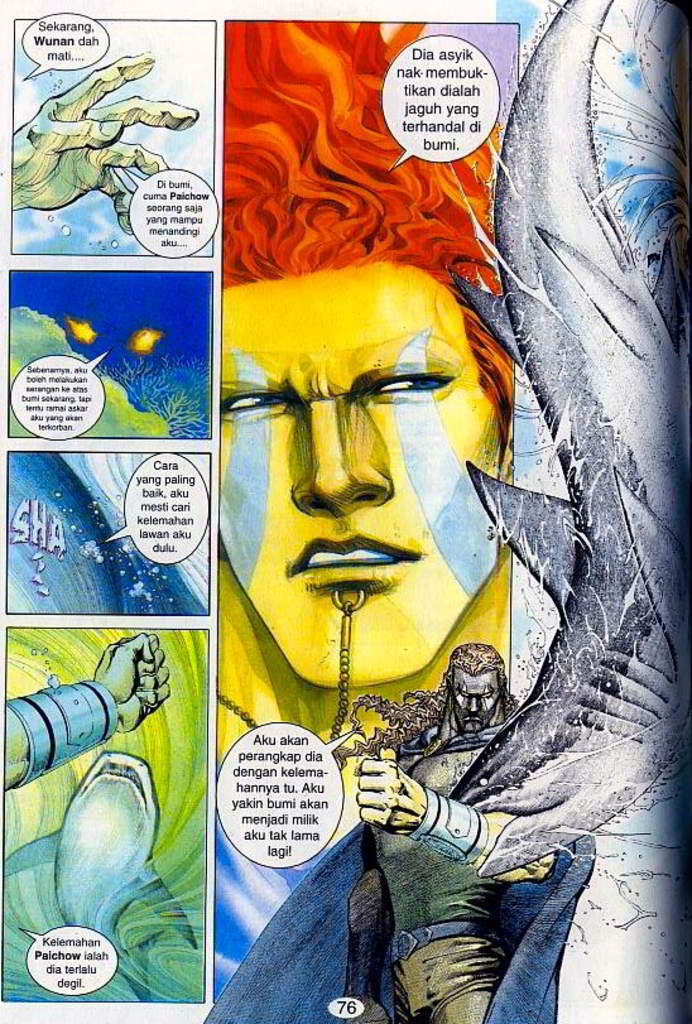 Sekarang,
Wunan dah
mati....
Di bumi,
cuma Paichow
seorang saja
yang mampu
menandingi
aku....
Sebenarnya, aku
boleh melakukan
serangan ke atas
bumi sekarang, tapi
tentu ramai askar
aku yang akan
terkorban.
Cara
yang paling
baik, aku
mesti cari
kelemahan
lawan aku
dulu.
SHA
Kelemahan
Paichow ialah
dia terlalu
degil.
Dia asyik
nak membuk-
tikan dialah
jaguh yang
terhandal di
bumi.
Aku akan
perangkap dia
dengan kelema-
hannya tu. Aku
yakin bumi akan
menjadi milik
aku tak lama
lagi!
76